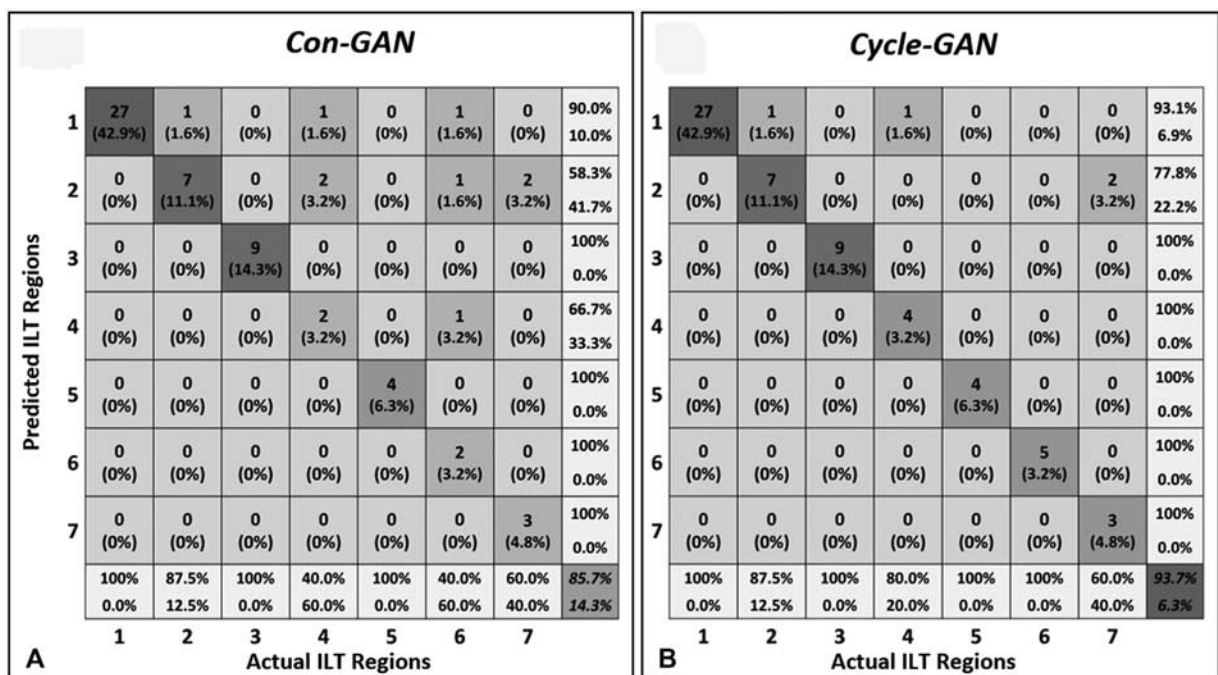 Con-GAN
Predicted ILT Regions
1 27 1 0 1 0 1 0 90.0%
(42.9%) (1.6%) (0%) (1.6%) (0%) (1.6%) (0%) 10.0%
2 0 7 0 2 0 1 2 58.3%
(0%) (11.1%) (0%) (3.2%) (0%) (1.6%) (3.2%) 41.7%
3 0 0 9 0 0 0 0 100%
(0%) (0%) (14.3%) (0%) (0%) (0%) (0%) 0.0%
4 0 0 0 2 0 1 0 66.7%
(0%) (0%) (0%) (3.2%) (0%) (3.2%) (0%) 33.3%
5 0 0 0 0 4 0 0 100%
(0%) (0%) (0%) (0%) (6.3%) (0%) (0%) 0.0%
6 0 0 0 0 0 2 0 100%
(0%) (0%) (0%) (0%) (0%) (3.2%) (0%) 0.0%
7 0 0 0 0 0 0 3 100%
(0%) (0%) (0%) (0%) (0%) (0%) (4.8%) 0.0%
100% 87.5% 100% 40.0% 100% 40.0% 60.0% 85.7%
0.0% 12.5% 0.0% 60.0% 0.0% 60.0% 40.0% 14.3%
1 2 3 4 5 6 7
A Actual ILT Regions
Cycle-GAN
1 27 1 0 1 0 0 0 93.1%
(42.9%) (1.6%) (0%) (1.6%) (0%) (0%) (0%) 6.9%
2 0 7 0 0 0 0 2 77.8%
(0%) (11.1%) (0%) (0%) (0%) (0%) (3.2%) 22.2%
3 0 0 9 0 0 0 0 100%
(0%) (0%) (14.3%) (0%) (0%) (0%) (0%) 0.0%
4 0 0 0 4 0 0 0 100%
(0%) (0%) (0%) (3.2%) (0%) (0%) (0%) 0.0%
5 0 0 0 0 4 0 0 100%
(0%) (0%) (0%) (0%) (6.3%) (0%) (0%) 0.0%
6 0 0 0 0 0 5 0 100%
(0%) (0%) (0%) (0%) (0%) (3.2%) (0%) 0.0%
7 0 0 0 0 0 0 3 100%
(0%) (0%) (0%) (0%) (0%) (0%) (4.8%) 0.0%
100% 87.5% 100% 80.0% 100% 100% 60.0% 93.7%
0.0% 12.5% 0.0% 20.0% 0.0% 0.0% 40.0% 6.3%
1 2 3 4 5 6 7
B Actual ILT Regions